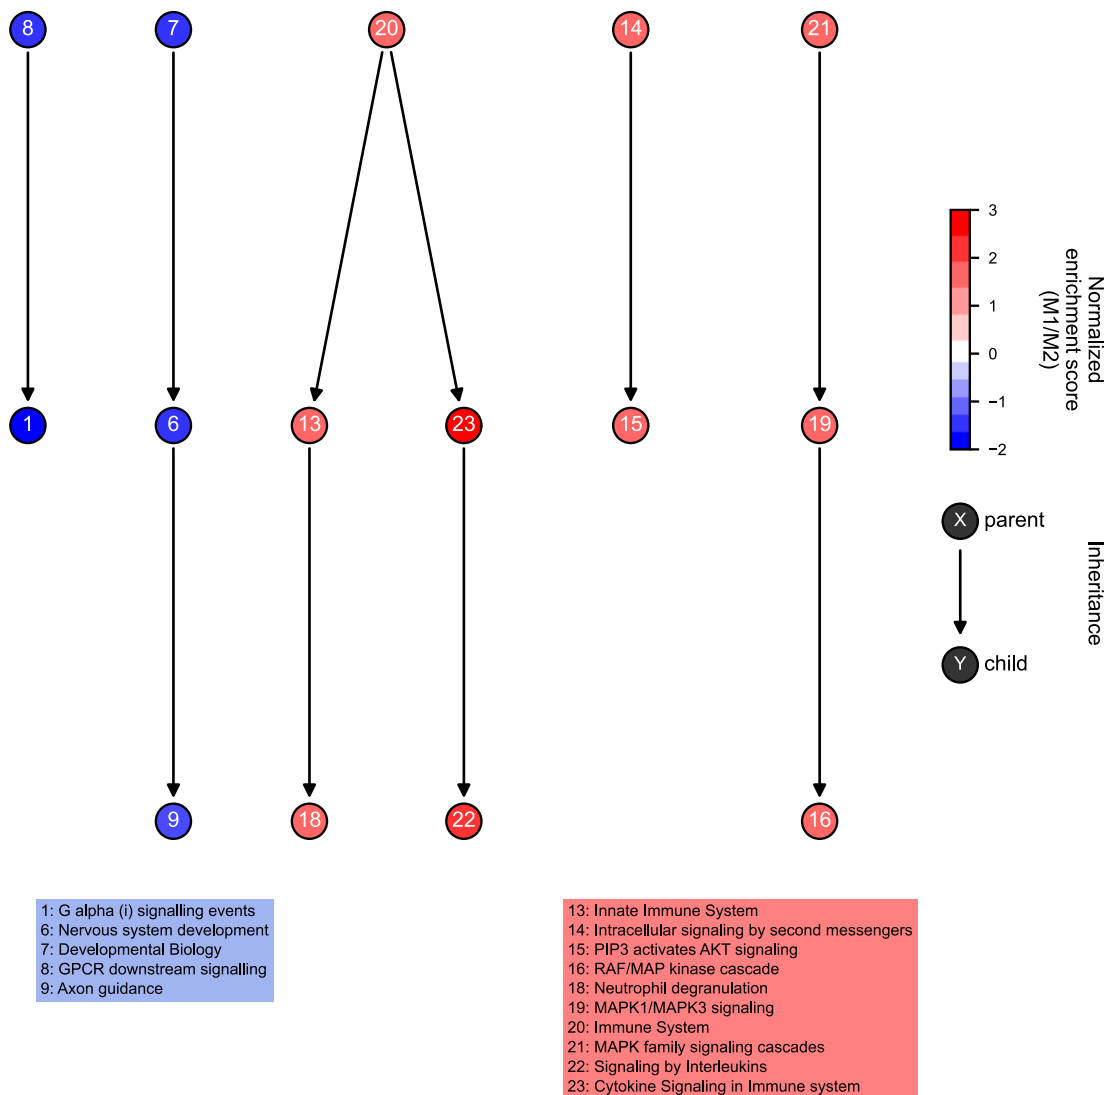 8
7
20
14
21
3
2
1
0
−1
−2
Normalized
enrichment score
(M1/M2)
1
6
13
23
15
19
X
parent
Inheritance
Y
child
9
18
22
16
1: G alpha (i) signalling events
6: Nervous system development
7: Developmental Biology
8: GPCR downstream signalling
9: Axon guidance
13: Innate Immune System
14: Intracellular signaling by second messengers
15: PIP3 activates AKT signaling
16: RAF/MAP kinase cascade
18: Neutrophil degranulation
19: MAPK1/MAPK3 signaling
20: Immune System
21: MAPK family signaling cascades
22: Signaling by Interleukins
23: Cytokine Signaling in Immune system